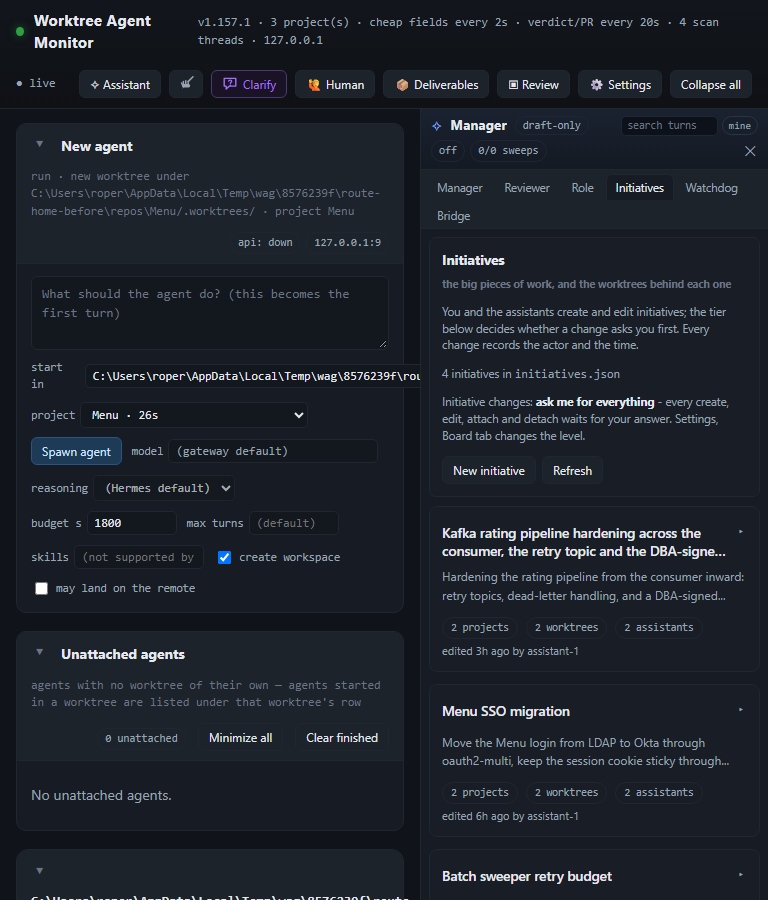 Worktree Agent
Monitor
v1.157.1 · 3 project(s) · cheap fields every 2s · verdict/PR every 20s · 4 scan
threads · 127.0.0.1
live
Assistant
Clarify
Human
Deliverables
Review
Settings
Collapse all
New agent
run · new worktree under
C:\Users\roper\AppData\Local\Temp\wag\8576239f\route-
home-before\repos\Menu/.worktrees/ · project Menu
api: down
127.0.0.1:9
What should the agent do? (this becomes the
first turn)
start
in
C:\Users\roper\AppData\Local\Temp\wag\8576239f\rou
project
Menu · 26s
Spawn agent
model
(gateway default)
reasoning
(Hermes default)
budget s
1800
max turns
(default)
skills
(not supported by
create workspace
may land on the remote
Unattached agents
agents with no worktree of their own — agents started
in a worktree are listed under that worktree's row
0 unattached
Minimize all
Clear finished
No unattached agents.
Manager
draft-only
search turns
mine
off
0/0 sweeps
Manager
Reviewer
Role
Initiatives
Watchdog
Bridge
Initiatives
the big pieces of work, and the worktrees behind each one
You and the assistants create and edit initiatives; the tier
below decides whether a change asks you first. Every
change records the actor and the time.
4 initiatives in initiatives.json
Initiative changes: ask me for everything - every create,
edit, attach and detach waits for your answer. Settings,
Board tab changes the level.
New initiative
Refresh
Kafka rating pipeline hardening across the
consumer, the retry topic and the DBA-signe...
Hardening the rating pipeline from the consumer inward:
retry topics, dead-letter handling, and a DBA-signed...
2 projects
2 worktrees
2 assistants
edited 3h ago by assistant-1
Menu SSO migration
Move the Menu login from LDAP to Okta through
oauth2-multi, keep the session cookie sticky through...
2 projects
2 worktrees
2 assistants
edited 6h ago by assistant-1
Batch sweeper retry budget